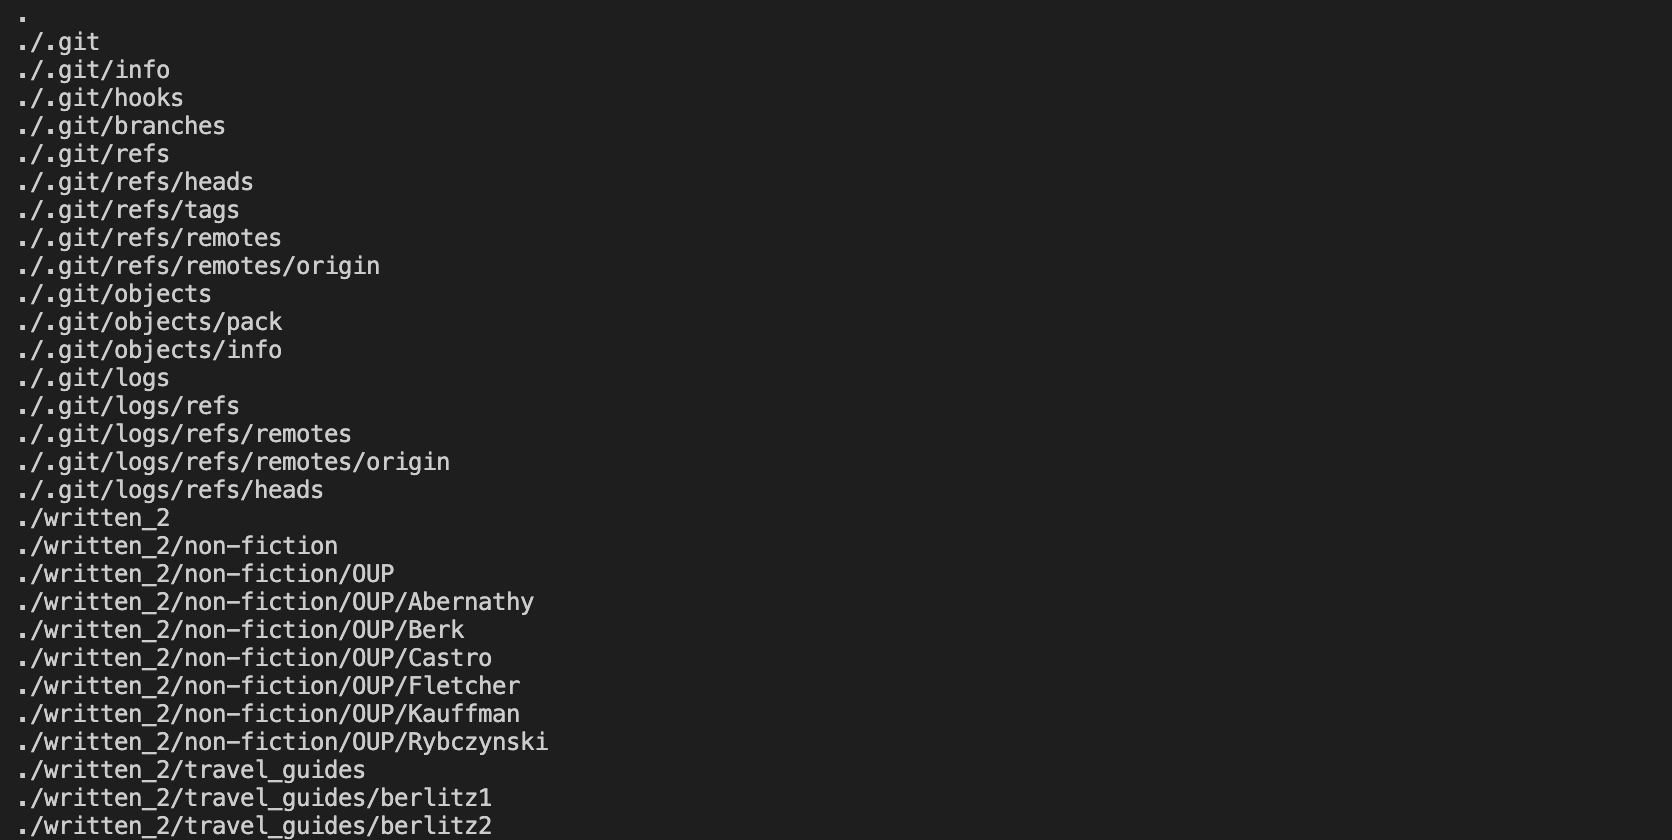 .
./.git
./.git/info
./.git/hooks
./.git/branches
./.git/refs
./.git/refs/heads
./.git/refs/tags
./.git/refs/remotes
./.git/refs/remotes/origin
./.git/objects
./.git/objects/pack
./.git/objects/info
./.git/logs
./.git/logs/refs
./.git/logs/refs/remotes
./.git/logs/refs/remotes/origin
./.git/logs/refs/heads
./written_2
./written_2/non-fiction
./written_2/non-fiction/OUP
./written_2/non-fiction/OUP/Abernathy
./written_2/non-fiction/OUP/Berk
./written_2/non-fiction/OUP/Castro
./written_2/non-fiction/OUP/Fletcher
./written_2/non-fiction/OUP/Kauffman
./written_2/non-fiction/OUP/Rybczynski
./written_2/travel_guides
./written_2/travel_guides/berlitz1
./written_2/travel_guides/berlitz2